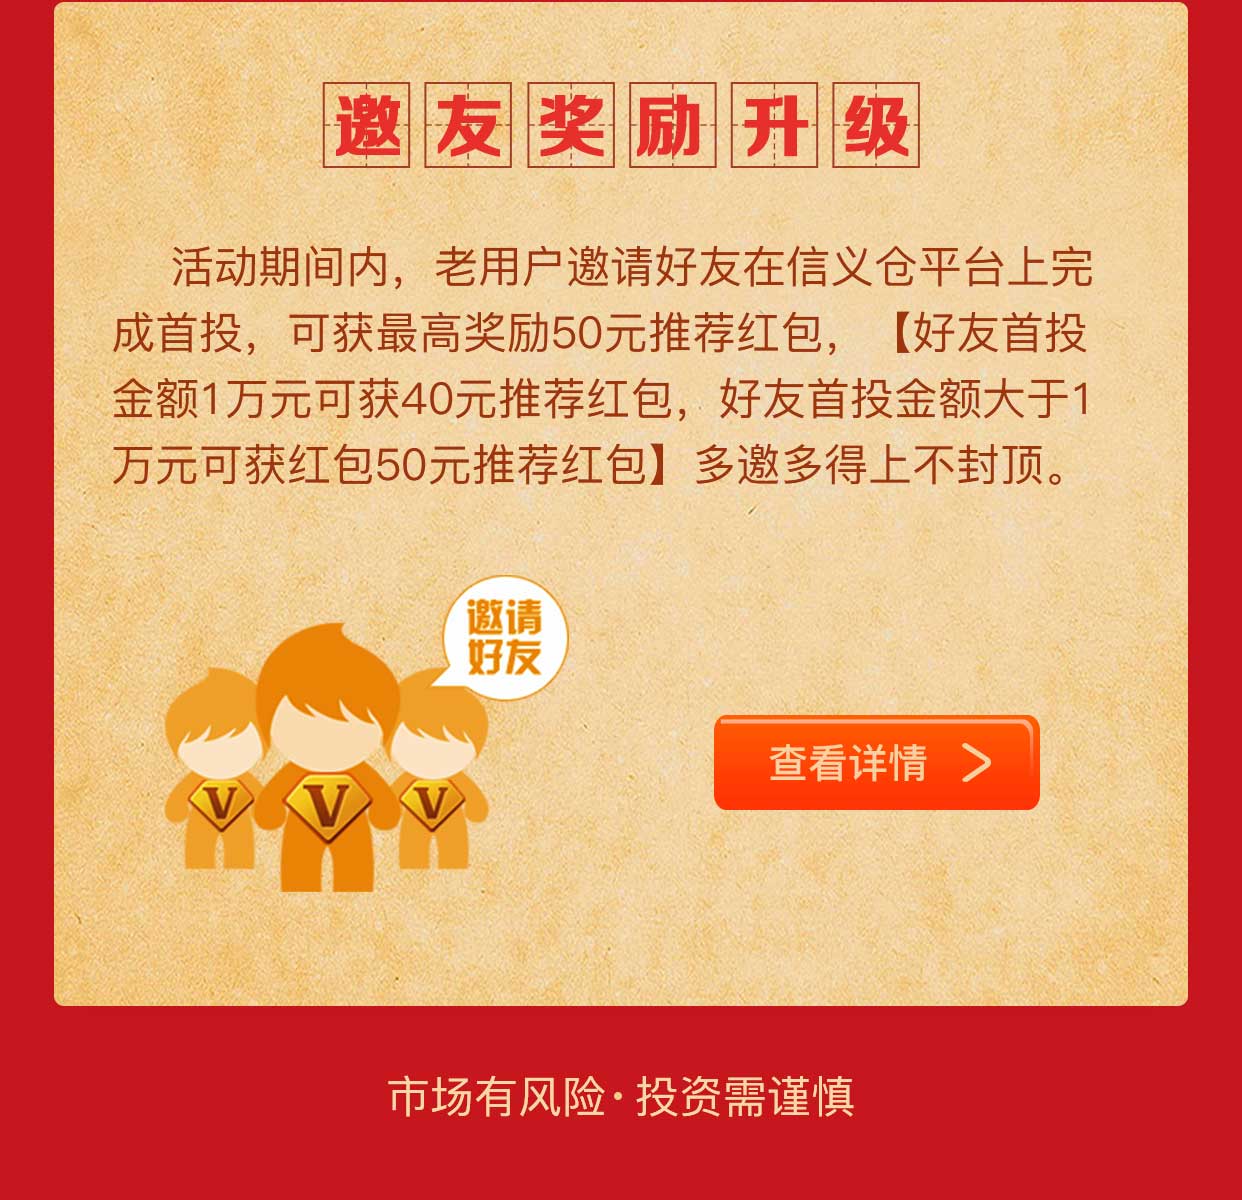 邀友奖励升级
活动期间内，老用户邀请好友在信义仓平台上完
成首投，可获最高奖励50元推荐红包，【好友首投
金额1万元可获40元推荐红包，好友首投金额大于1
万元可获红包50元推荐红包】多邀多得上不封顶。
邀请
好友
V
V
V
查看详情 >
市场有风险·投资需谨慎